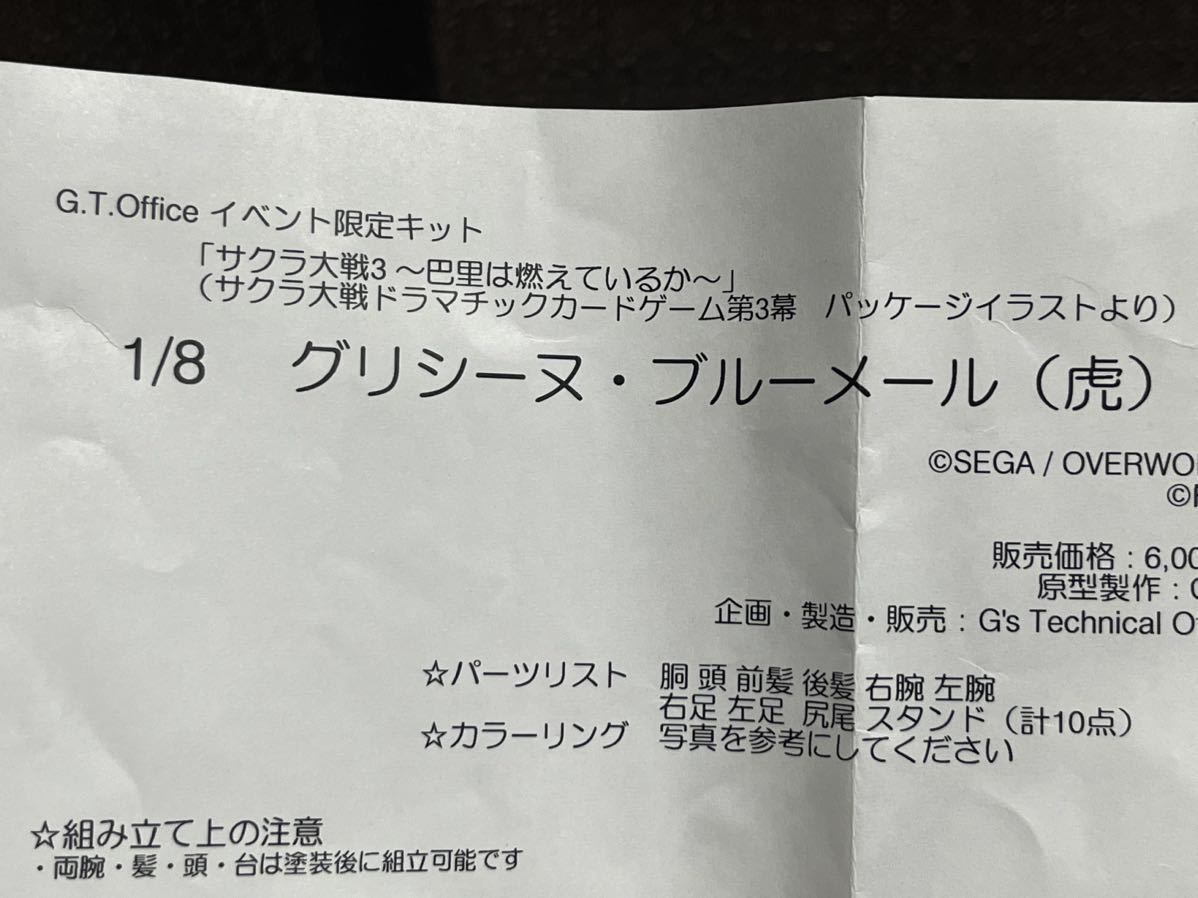 G.T.Office イベント限定キット
「サクラ大戦3 ～巴里は燃えているか～」
(サクラ大戦ドラマチックカードゲーム第3幕 パッケージイラストより)
1/8 グリシーヌ・ブルーメール(虎)
©SEGA / OVERWO
©
販売価格:6,00
原型製作:
企画・製造・販売:G's Technical O
☆パーツリスト 胴 頭 前髪 後髪 右腕 左腕
右足 左足 尻尾 スタンド(計10点)
☆カラーリング 写真を参考にしてください
☆組み立て上の注意
・両腕・髪・頭・台は塗装後に組立可能です